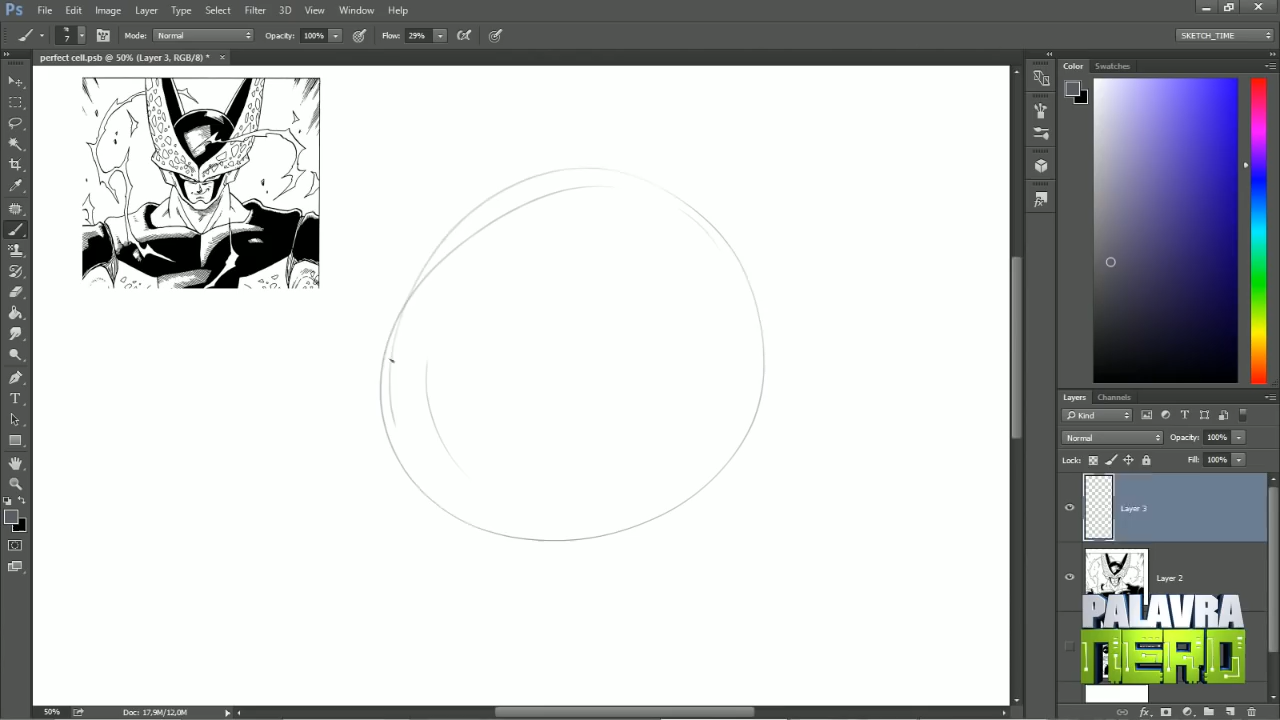 Ps File Edit Image Layer Type Select Filter 3D View Window Help
7 Mode: Normal Opacity: 100% Flow: 29% SKETCH_TIME
perfect cell.psb @ 50% (Layer 3, RGB/8) * ×
Color Swatches
Layers Channels
Kind
Normal Opacity: 100%
Lock: Fill: 100%
Layer 3
Layer 2
PALAVRA
NERD
50% Doc: 17,9M/12,0M